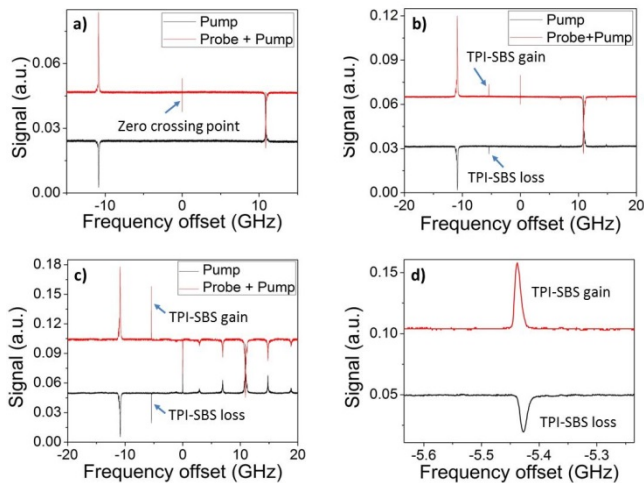 a)
Pump
Probe + Pump
Zero crossing point
0.06
0.03
0.00
Signal (a.u.)
-10
0
10
Frequency offset (GHz)
b)
Pump
Probe+Pump
TPI-SBS gain
TPI-SBS loss
0.12
0.09
0.06
0.03
0.00
Signal (a.u.)
-20
-10
0
10
20
Frequency offset (GHz)
c)
Pump
Probe + Pump
TPI-SBS gain
TPI-SBS loss
0.18
0.15
0.12
0.09
0.06
0.03
0.00
Signal (a.u.)
-20
-10
0
10
20
Frequency offset (GHz)
d)
TPI-SBS gain
TPI-SBS loss
0.15
0.10
0.05
Signal (a.u.)
-5.6
-5.5
-5.4
-5.3
Frequency offset (GHz)